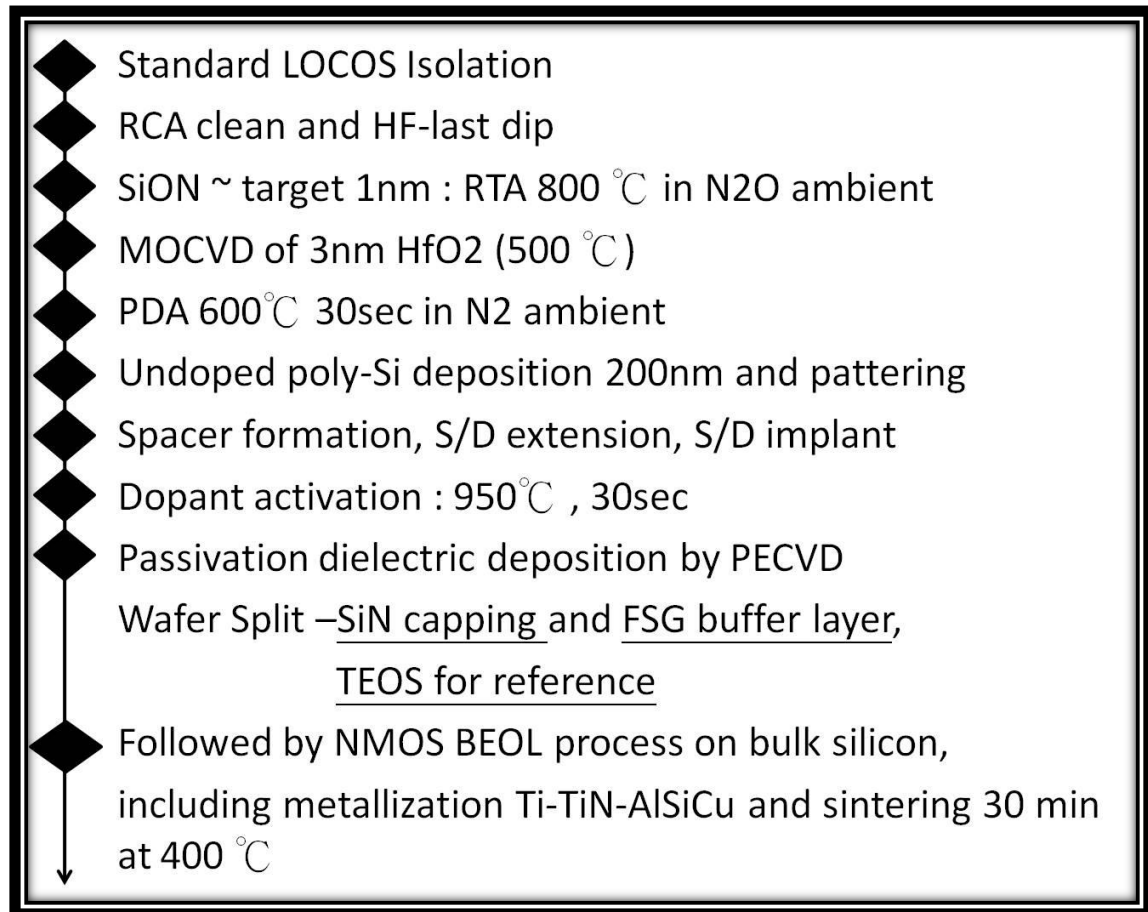 Standard LOCOS Isolation
RCA clean and HF-last dip
SiON ~ target 1nm : RTA 800 ℃ in N2O ambient
MOCVD of 3nm HfO2 (500 ℃)
PDA 600℃ 30sec in N2 ambient
Undoped poly-Si deposition 200nm and pattering
Spacer formation, S/D extension, S/D implant
Dopant activation : 950℃ , 30sec
Passivation dielectric deposition by PECVD
Wafer Split –SiN capping and FSG buffer layer,
TEOS for reference
Followed by NMOS BEOL process on bulk silicon,
including metallization Ti-TiN-AlSiCu and sintering 30 min
at 400 ℃